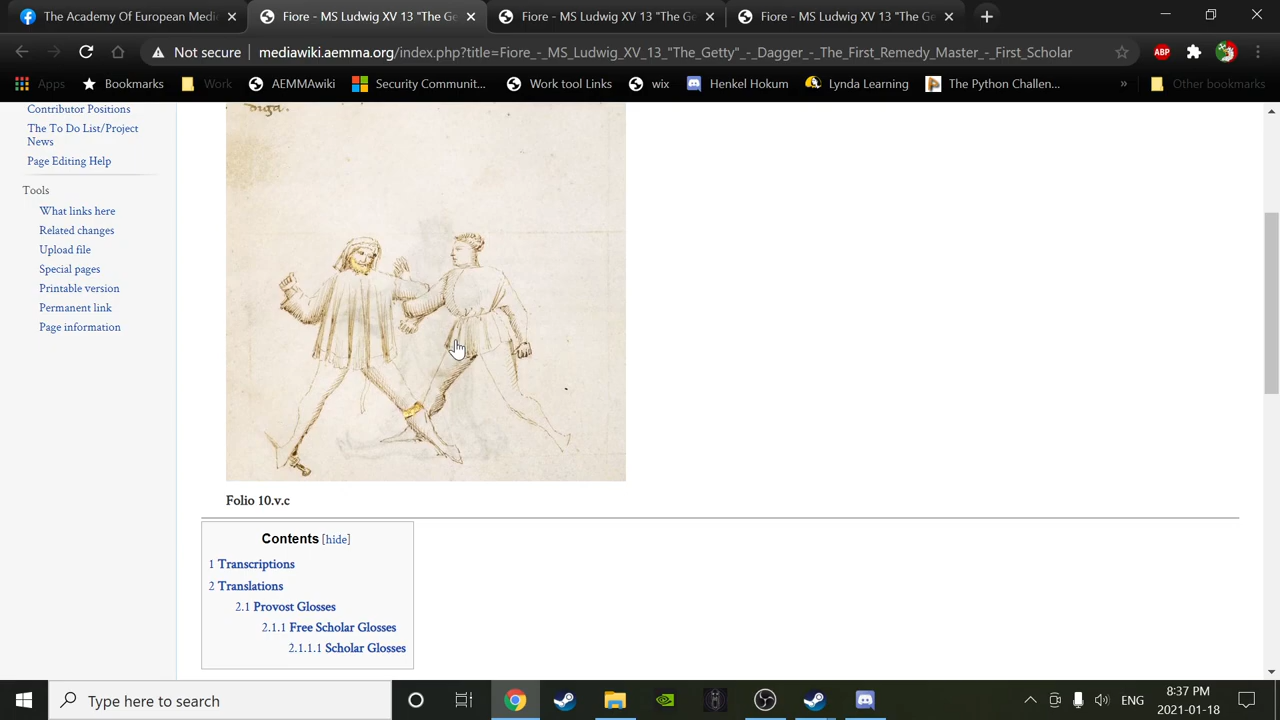 The Academy Of European Medi
Fiore - MS Ludwig XV 13 "The Ge
Fiore - MS Ludwig XV 13 "The Ge
Fiore - MS Ludwig XV 13 "The Ge
Not secure
mediawiki.aemma.org/index.php?title=Fiore_-_MS_Ludwig_XV_13_"The_Getty"_-_Dagger_-_The_First_Remedy_Master_-_First_Scholar
ABP
Apps
Bookmarks
Work
AEMMAwiki
Security Communit...
Work tool Links
wix
Henkel Hokum
Lynda Learning
The Python Challen...
»
Other bookmarks
Contributor Positions
The To Do List/Project
News
Page Editing Help
Tools
What links here
Related changes
Upload file
Special pages
Printable version
Permanent link
Page information
Folio 10.v.c
Contents [hide]
1 Transcriptions
2 Translations
2.1 Provost Glosses
2.1.1 Free Scholar Glosses
2.1.1.1 Scholar Glosses
Type here to search
ENG
8:37 PM
2021-01-18